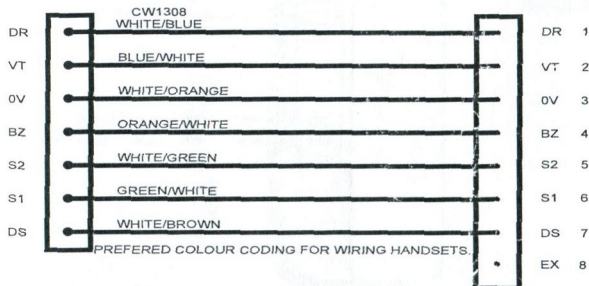 CW1308
DR WHITE/BLUE DR 1
VT BLUE/WHITE VT 2
0V WHITE/ORANGE 0V 3
BZ ORANGE/WHITE BZ 4
S2 WHITE/GREEN S2 5
S1 GREEN/WHITE S1 6
DS WHITE/BROWN DS 7
PREFERED COLOUR CODING FOR WIRING HANDSETS.
EX 8